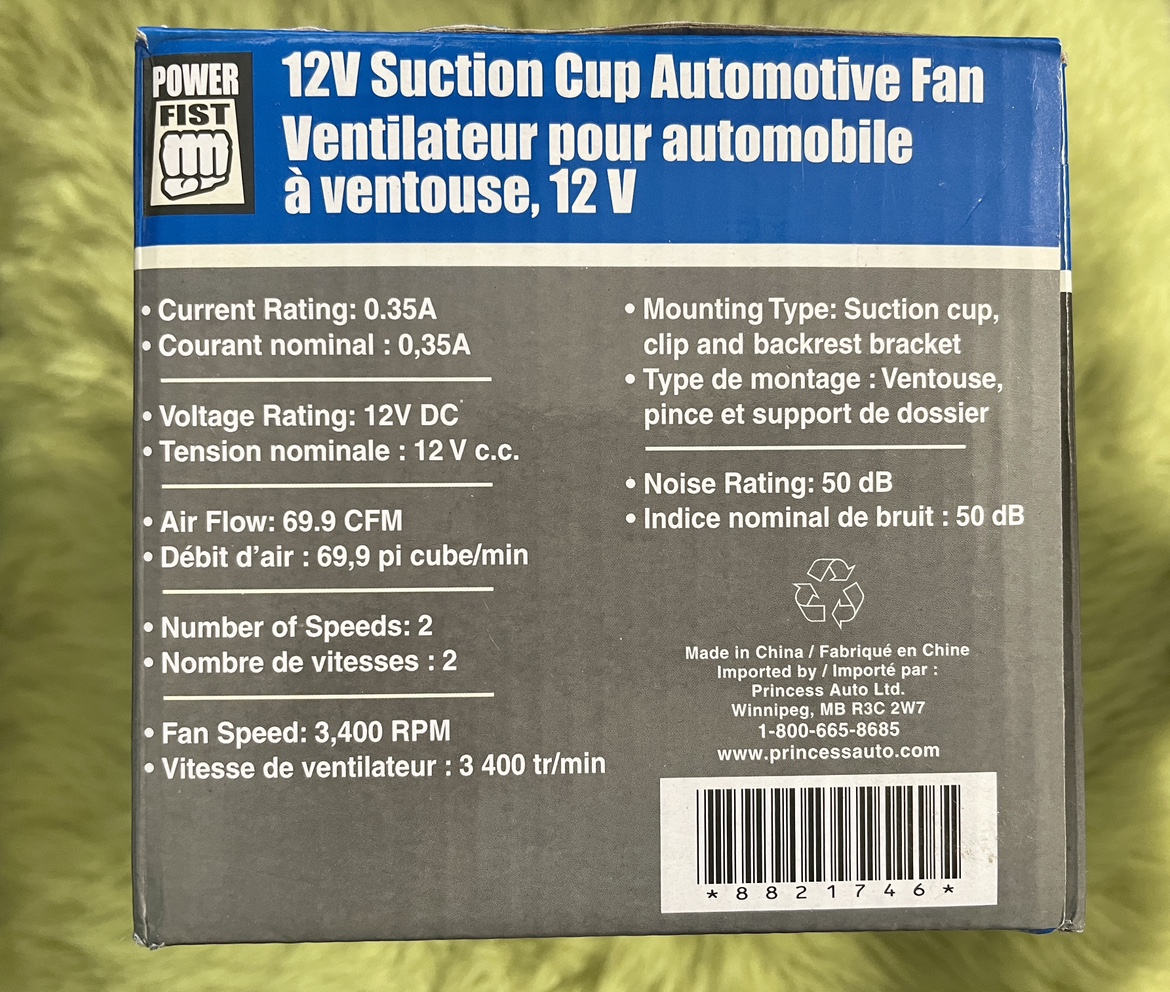 POWER
FIST
12V Suction Cup Automotive Fan
Ventilateur pour automobile
à ventouse, 12 V
• Current Rating: 0.35A
• Courant nominal : 0,35A
• Voltage Rating: 12V DC
• Tension nominale : 12 V c.c.
• Air Flow: 69.9 CFM
• Débit d’air : 69,9 pi cube/min
• Number of Speeds: 2
• Nombre de vitesses : 2
• Fan Speed: 3,400 RPM
• Vitesse de ventilateur : 3 400 tr/min
• Mounting Type: Suction cup,
clip and backrest bracket
• Type de montage : Ventouse,
pince et support de dossier
• Noise Rating: 50 dB
• Indice nominal de bruit : 50 dB
Made in China / Fabriqué en Chine
Imported by / Importé par :
Princess Auto Ltd.
Winnipeg, MB R3C 2W7
1-800-665-8685
www.princessauto.com
*8821746*